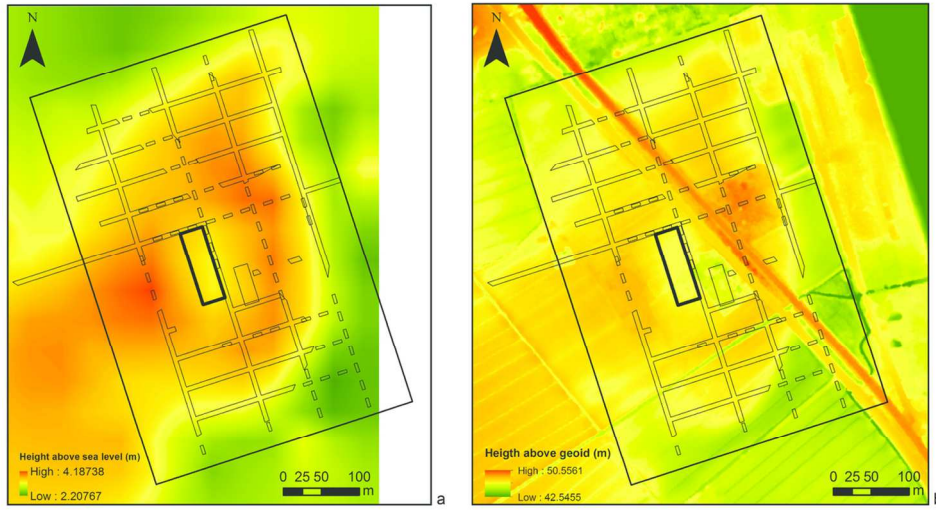 N
Height above sea level (m)
High : 4.18738
Low : 2.20767
0 25 50 100
m
a
N
Heigth above geoid (m)
High : 50.5561
Low : 42.5455
0 25 50 100
m